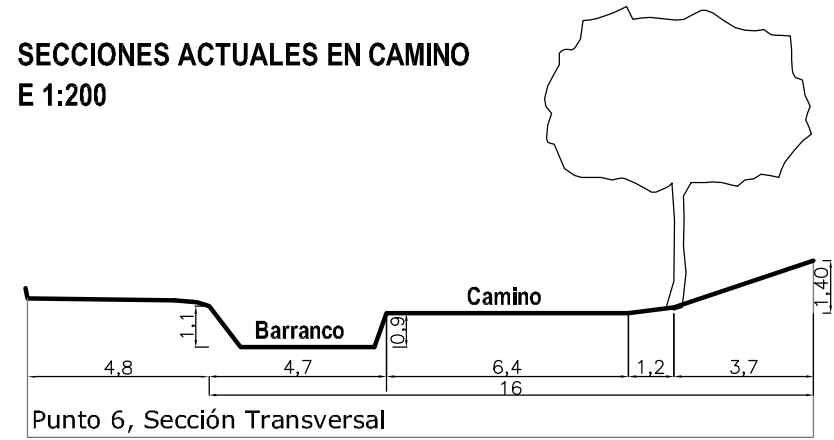 SECCIONES ACTUALES EN CAMINO
E 1:200
Camino
1,40
1,1
Barranco
0,9
4,8
4,7
6,4
1,2
3,7
16
Punto 6, Sección Transversal